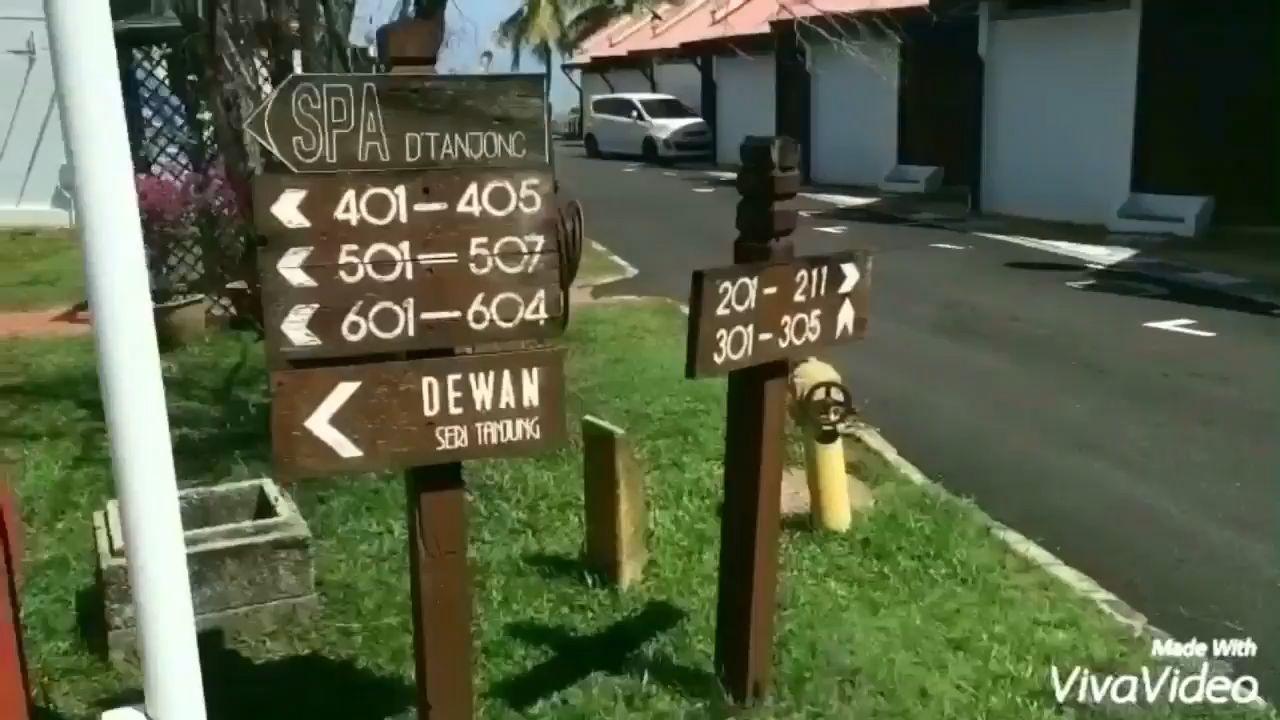 SPA D'TANJONG
401-405
501-507
601-604
DEWAN
SERI TANJUNG
201- 211
301-305
Made With
VivaVideo